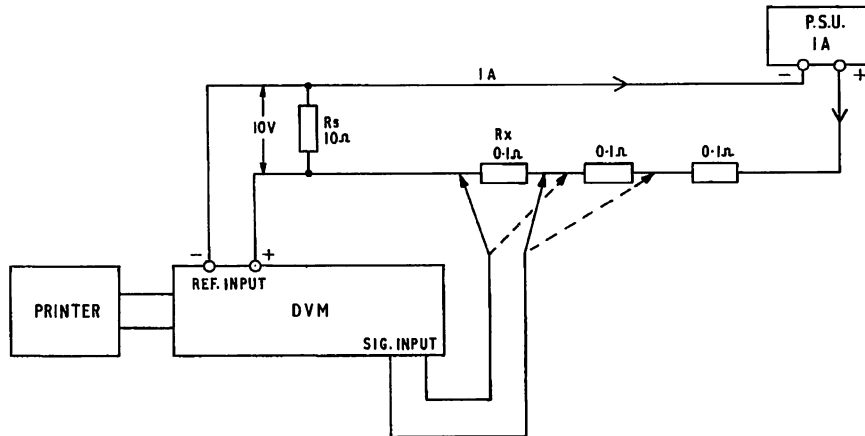 P.S.U.
1A
- +
1A
10V
Rs
10Ω
Rx
0·1Ω
0·1Ω
0·1Ω
- +
REF. INPUT
PRINTER
DVM
SIG. INPUT